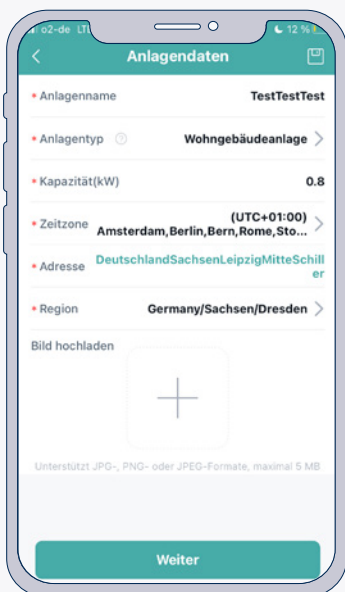 o2-de LTE
12 %
Anlagendaten
* Anlagenname TestTestTest
* Anlagentyp ? Wohngebäudeanlage >
* Kapazität(kW) 0.8
* Zeitzone (UTC+01:00)
Amsterdam,Berlin,Bern,Rome,Sto... >
* Adresse DeutschlandSachsenLeipzigMitteSchill
er
* Region Germany/Sachsen/Dresden >
Bild hochladen
Unterstützt JPG-, PNG- oder JPEG-Formate, maximal 5 MB
Weiter